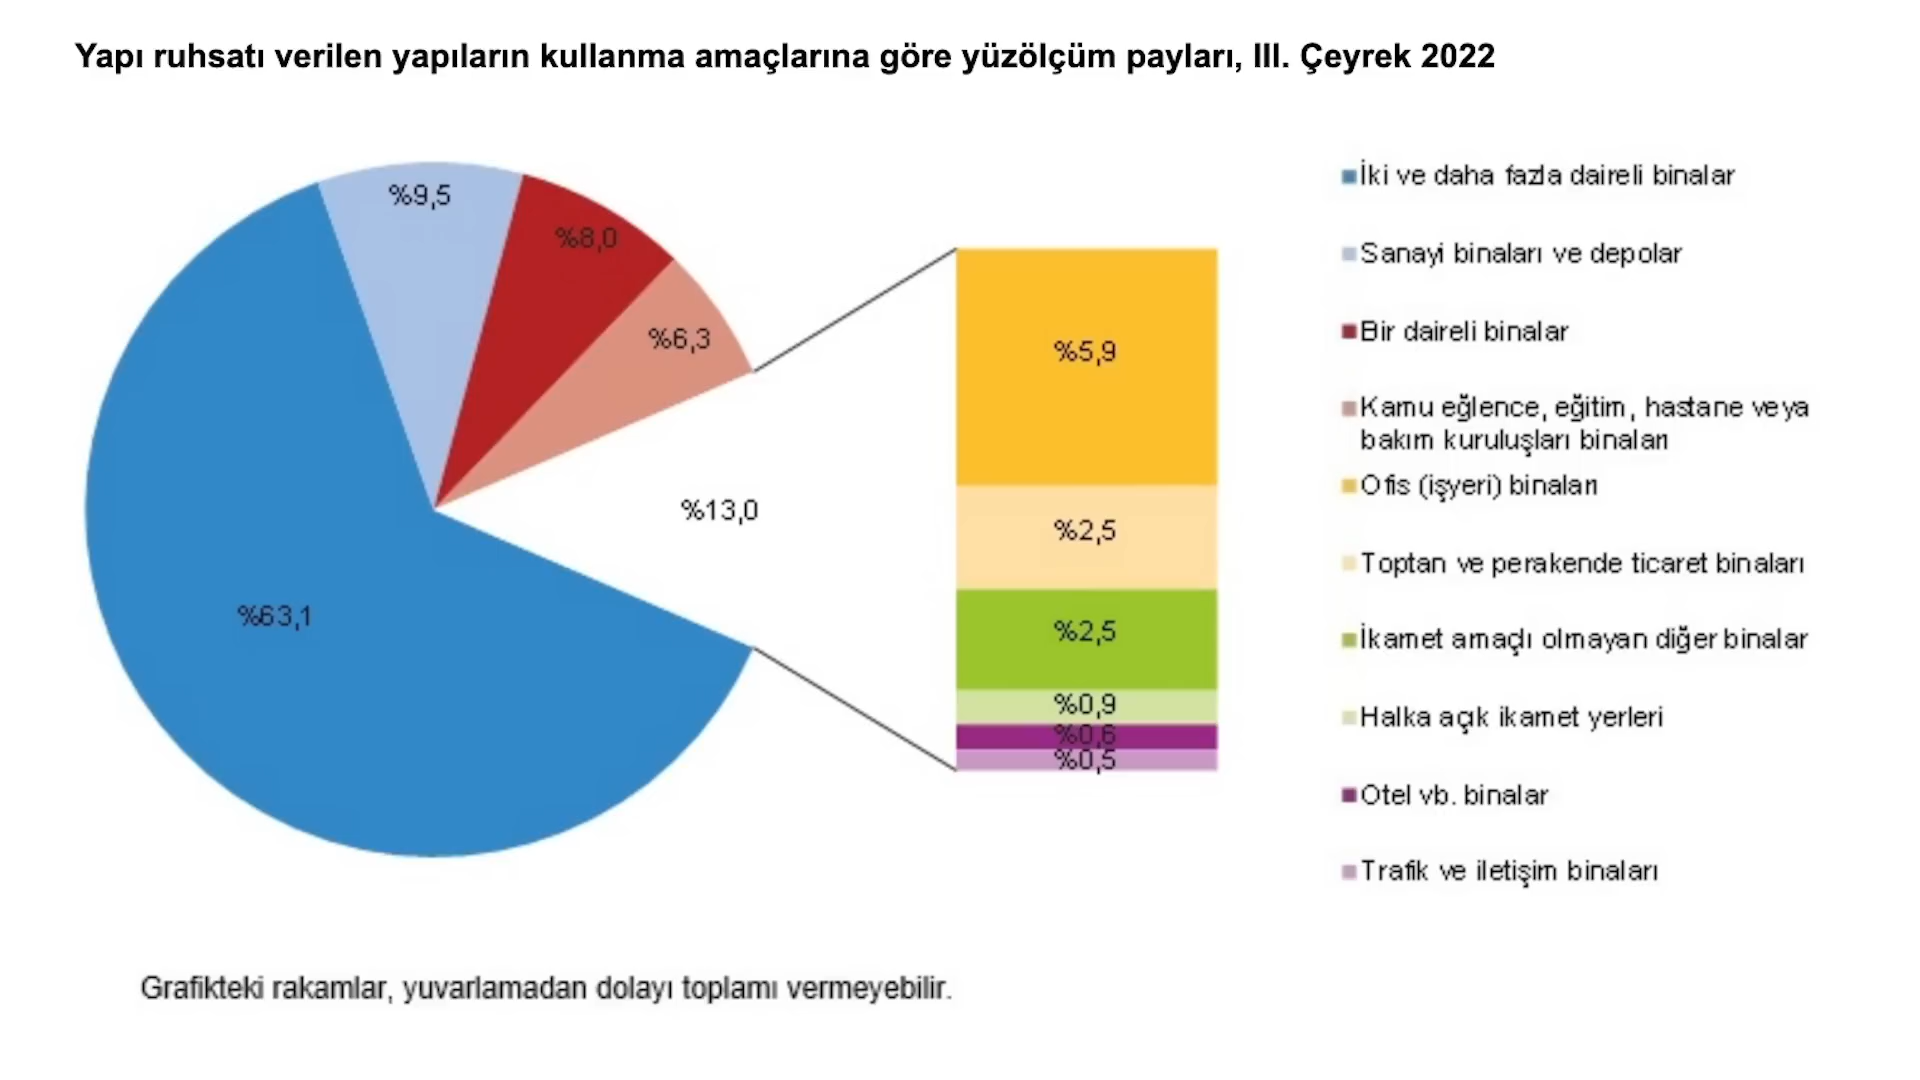 Yapı ruhsatı verilen yapıların kullanma amaçlarına göre yüzölçüm payları, III. Çeyrek 2022
%9,5
%8,0
%6,3
%13,0
%63,1
%5,9
%2,5
%2,5
%0,9
%0,6
%0,5
İki ve daha fazla daireli binalar
Sanayi binaları ve depolar
Bir daireli binalar
Kamu eğlence, eğitim, hastane veya
bakım kuruluşları binaları
Ofis (işyeri) binaları
Toptan ve perakende ticaret binaları
İkamet amaçlı olmayan diğer binalar
Halka açık ikamet yerleri
Otel vb. binalar
Trafik ve iletişim binaları
Grafikteki rakamlar, yuvarlamadan dolayı toplamı vermeyebilir.